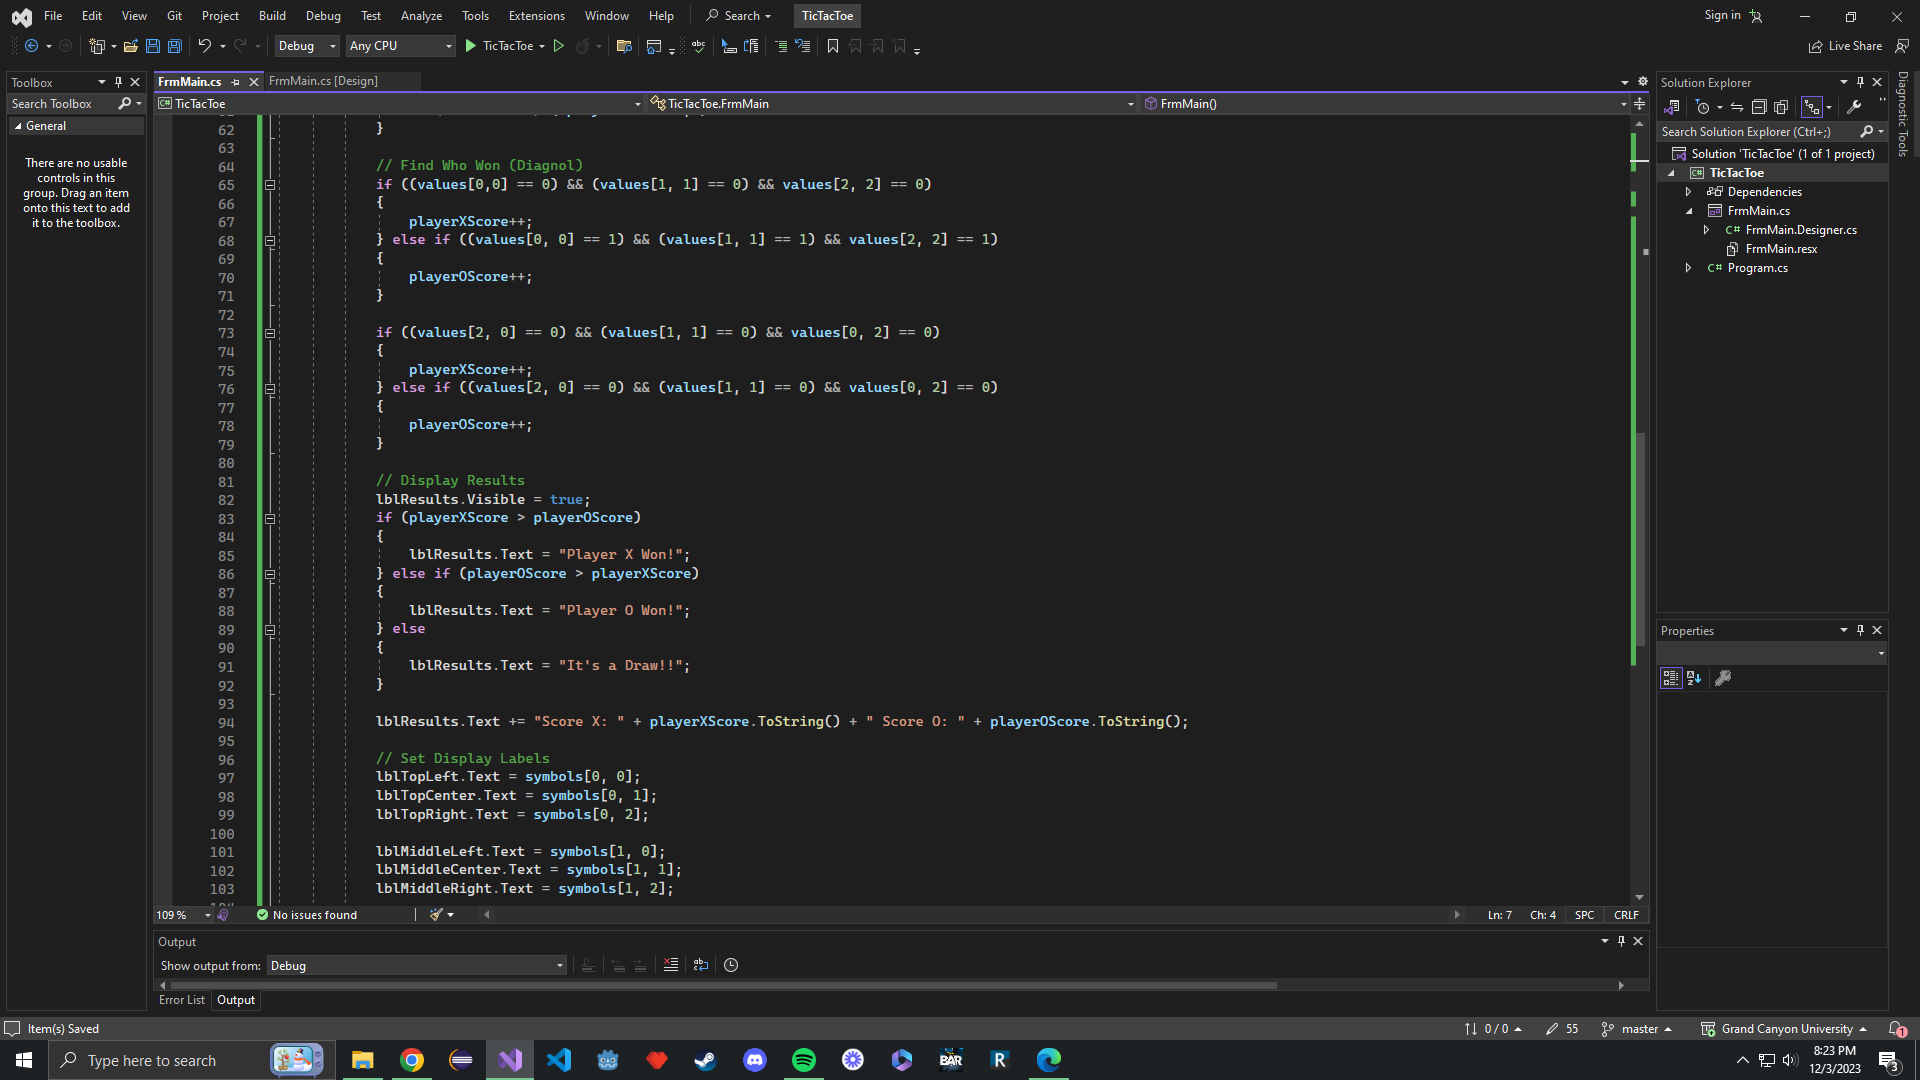 File Edit View Git Project Build Debug Test Analyze Tools Extensions Window Help Search TicTacToe Sign in
Debug Any CPU TicTacToe Live Share
Toolbox
Search Toolbox
General
There are no usable
controls in this
group. Drag an item
onto this text to add
it to the toolbox.
FrmMain.cs FrmMain.cs [Design]
C# TicTacToe TicTacToe.FrmMain FrmMain()
62 }
63
64 // Find Who Won (Diagnol)
65 if ((values[0,0] == 0) && (values[1, 1] == 0) && values[2, 2] == 0)
66 {
67 playerXScore++;
68 } else if ((values[0, 0] == 1) && (values[1, 1] == 1) && values[2, 2] == 1)
69 {
70 playerOScore++;
71 }
72
73 if ((values[2, 0] == 0) && (values[1, 1] == 0) && values[0, 2] == 0)
74 {
75 playerXScore++;
76 } else if ((values[2, 0] == 0) && (values[1, 1] == 0) && values[0, 2] == 0)
77 {
78 playerOScore++;
79 }
80
81 // Display Results
82 lblResults.Visible = true;
83 if (playerXScore > playerOScore)
84 {
85 lblResults.Text = "Player X Won!";
86 } else if (playerOScore > playerXScore)
87 {
88 lblResults.Text = "Player O Won!";
89 } else
90 {
91 lblResults.Text = "It's a Draw!!";
92 }
93
94 lblResults.Text += "Score X: " + playerXScore.ToString() + " Score O: " + playerOScore.ToString();
95
96 // Set Display Labels
97 lblTopLeft.Text = symbols[0, 0];
98 lblTopCenter.Text = symbols[0, 1];
99 lblTopRight.Text = symbols[0, 2];
100
101 lblMiddleLeft.Text = symbols[1, 0];
102 lblMiddleCenter.Text = symbols[1, 1];
103 lblMiddleRight.Text = symbols[1, 2];
109 % No issues found Ln: 7 Ch: 4 SPC CRLF
Output
Show output from: Debug
Error List Output
Solution Explorer
Search Solution Explorer (Ctrl+;)
Solution 'TicTacToe' (1 of 1 project)
C# TicTacToe
Dependencies
FrmMain.cs
C# FrmMain.Designer.cs
FrmMain.resx
C# Program.cs
Properties
Diagnostic Tools
Item(s) Saved 0 / 0 55 master Grand Canyon University 1
Type here to search BAR R 8:23 PM
12/3/2023 3